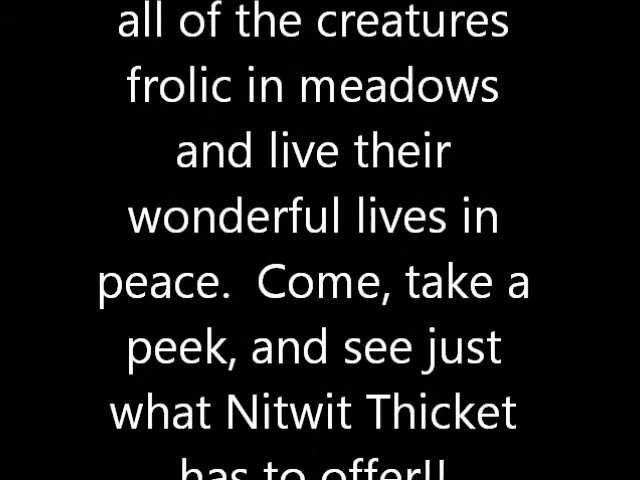 all of the creatures
frolic in meadows
and live their
wonderful lives in
peace.  Come, take a
peek, and see just
what Nitwit Thicket
has to offer!!